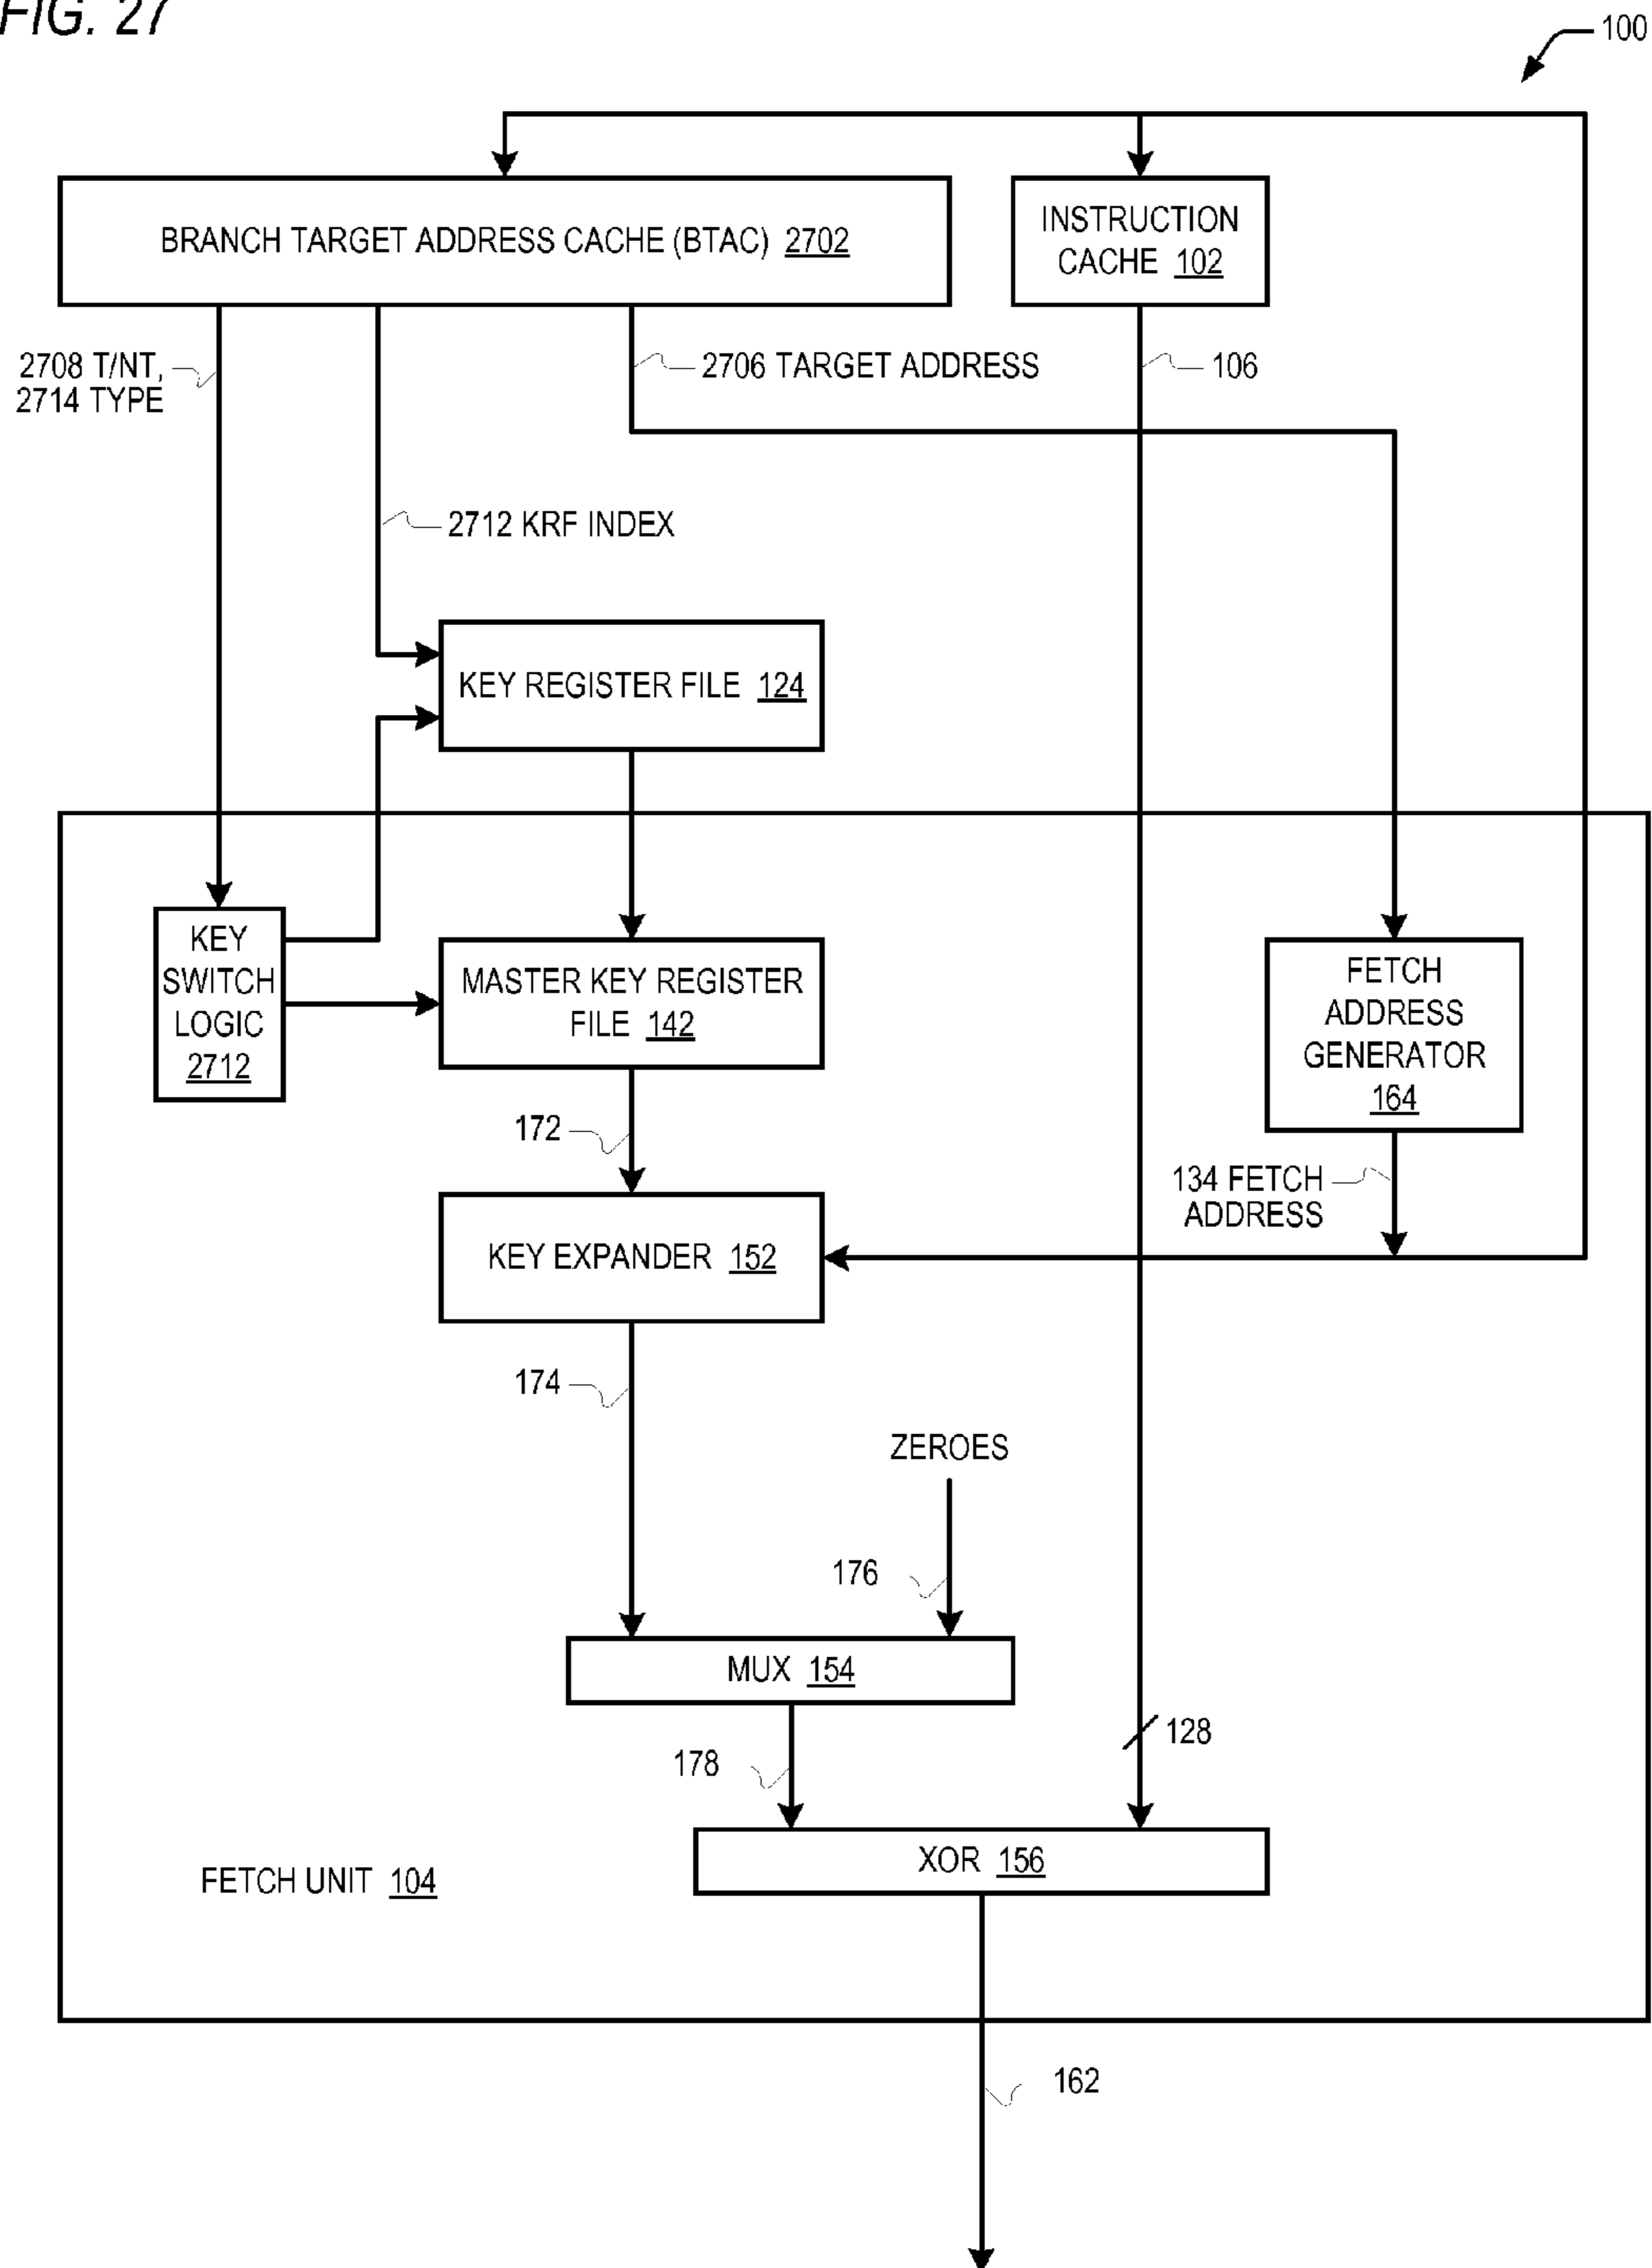 FIG. 27
100
BRANCH TARGET ADDRESS CACHE (BTAC) 2702
INSTRUCTION
CACHE 102
2708 T/NT,
2714 TYPE
2706 TARGET ADDRESS
106
2712 KRF INDEX
KEY REGISTER FILE 124
KEY
SWITCH
LOGIC
2712
MASTER KEY REGISTER
FILE 142
FETCH
ADDRESS
GENERATOR
164
172
134 FETCH
ADDRESS
KEY EXPANDER 152
174
ZEROES
176
MUX 154
128
178
XOR 156
FETCH UNIT 104
162